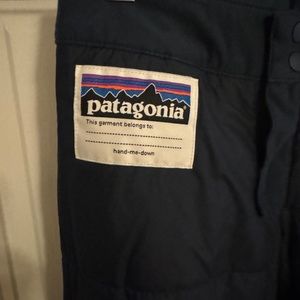 patagonia
This garment belongs to:
hand-me-down